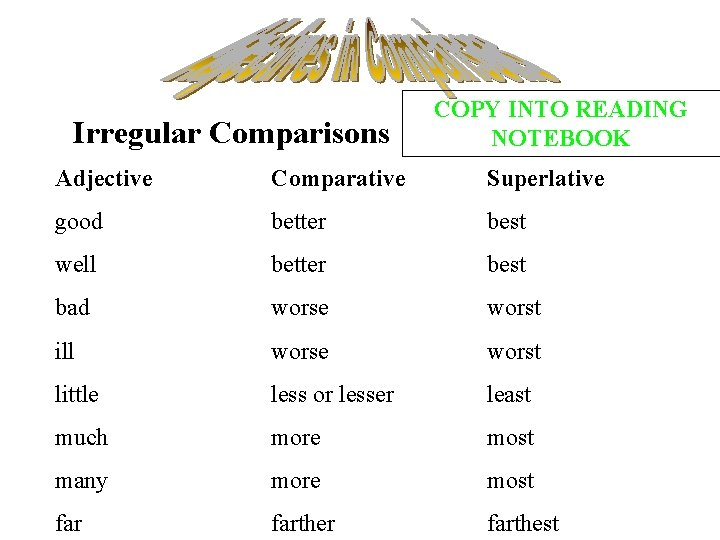 Adjectives in Comparison
COPY INTO READING
NOTEBOOK
Irregular Comparisons
Adjective Comparative Superlative
good better best
well better best
bad worse worst
ill worse worst
little less or lesser least
much more most
many more most
far farther farthest